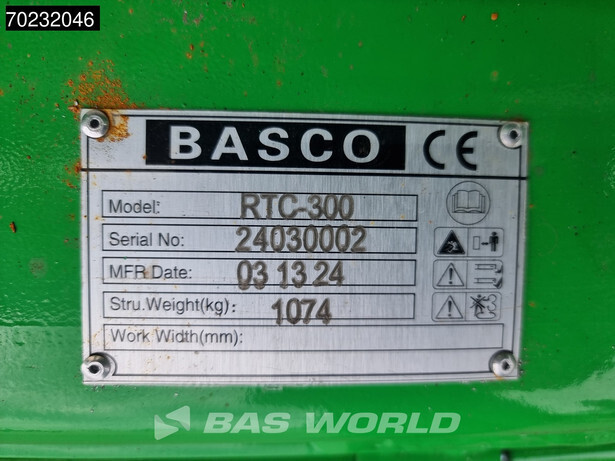 70232046
BASCO CE
Model: RTC-300
Serial No: 24030002
MFR Date: 03 13 24
Stru.Weight(kg): 1074
Work Width(mm):
BAS WORLD